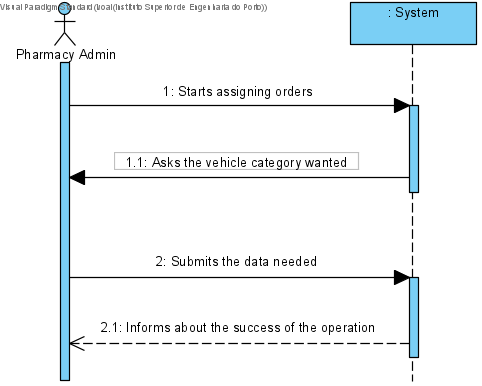 Visual Paradigm Standard (local(Instituto Superior de Engenharia do Porto))
: System
Pharmacy Admin
1: Starts assigning orders
1.1: Asks the vehicle category wanted
2: Submits the data needed
2.1: Informs about the success of the operation